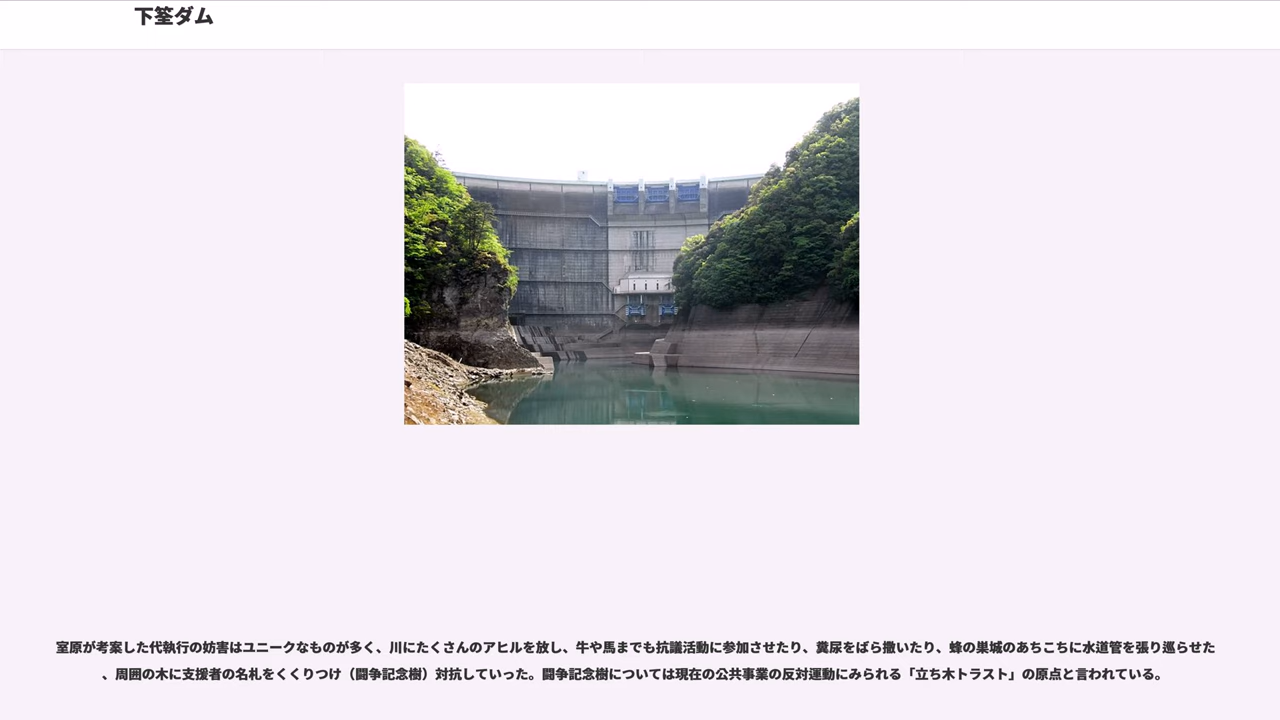 下筌ダム
室原が考案した代執行の妨害はユニークなものが多く、川にたくさんのアヒルを放し、牛や馬までも抗議活動に参加させたり、糞尿をばら撒いたり、蜂の巣城のあちこちに水道管を張り巡らせた
、周囲の木に支援者の名札をくくりつけ（闘争記念樹）対抗していった。闘争記念樹については現在の公共事業の反対運動にみられる「立ち木トラスト」の原点と言われている。